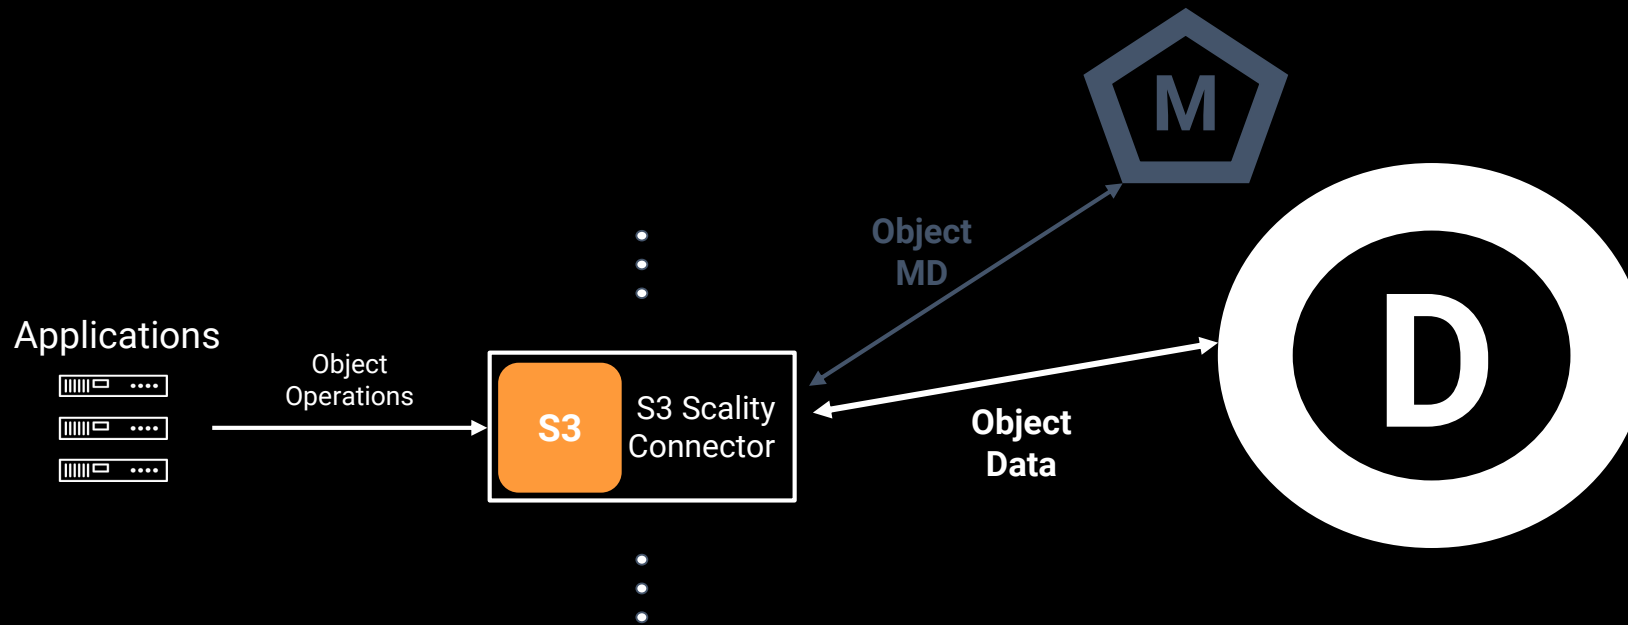 Applications
Object
Operations
S3
S3 Scality
Connector
Object
MD
M
Object
Data
D